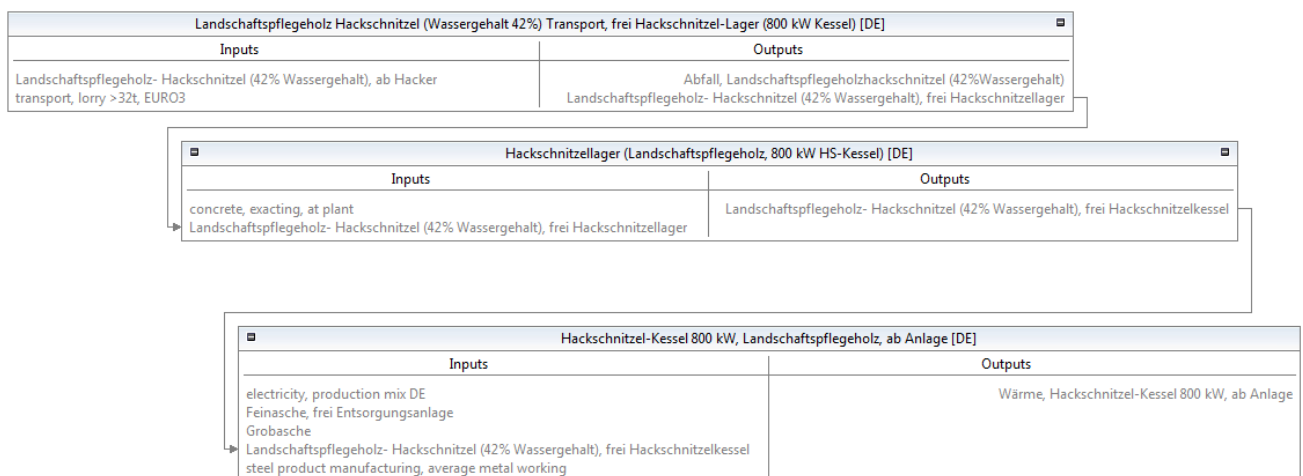 Landschaftspflegeholz Hackschnitzel (Wassergehalt 42%) Transport, frei Hackschnitzel-Lager (800 kW Kessel) [DE]
Inputs
Outputs
Landschaftspflegeholz- Hackschnitzel (42% Wassergehalt), ab Hacker
transport, lorry >32t, EURO3
Abfall, Landschaftspflegeholzhackschnitzel (42%Wassergehalt)
Landschaftspflegeholz- Hackschnitzel (42% Wassergehalt), frei Hackschnitzellager
Hackschnitzellager (Landschaftspflegeholz, 800 kW HS-Kessel) [DE]
Inputs
Outputs
concrete, exacting, at plant
Landschaftspflegeholz- Hackschnitzel (42% Wassergehalt), frei Hackschnitzellager
Landschaftspflegeholz- Hackschnitzel (42% Wassergehalt), frei Hackschnitzelkessel
Hackschnitzel-Kessel 800 kW, Landschaftspflegeholz, ab Anlage [DE]
Inputs
Outputs
electricity, production mix DE
Feinasche, frei Entsorgungsanlage
Grobasche
Landschaftspflegeholz- Hackschnitzel (42% Wassergehalt), frei Hackschnitzelkessel
steel product manufacturing, average metal working
Wärme, Hackschnitzel-Kessel 800 kW, ab Anlage